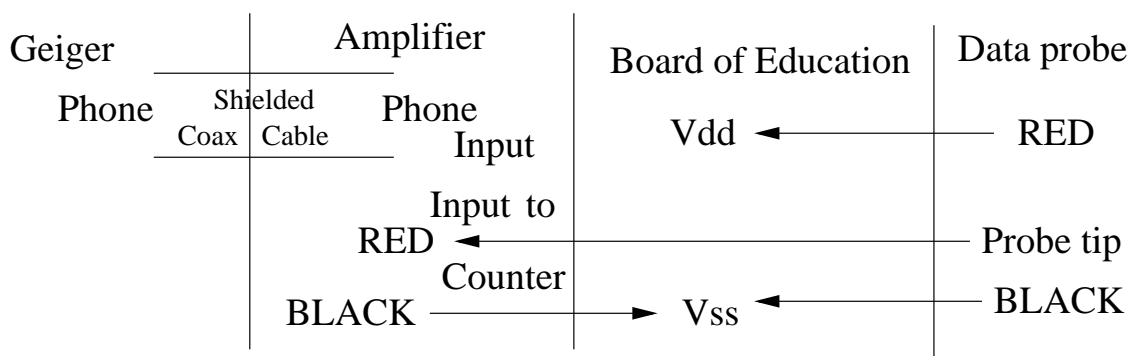 Geiger
Amplifier
Board of Education
Data probe
Phone
Shielded
Coax Cable
Phone
Input
Vdd
RED
Input to
RED
Probe tip
Counter
BLACK
Vss
BLACK